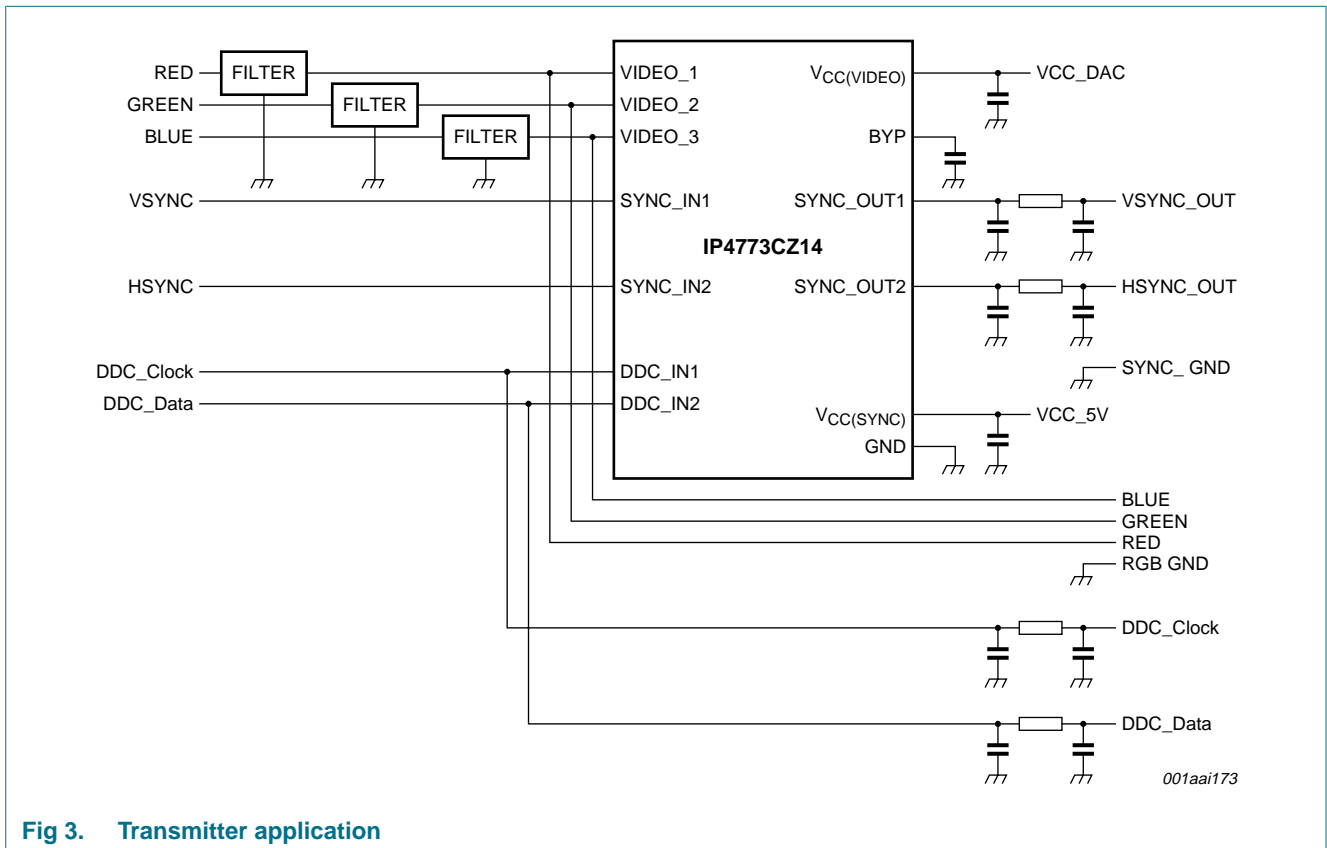 RED
FILTER
VIDEO_1
VCC(VIDEO)
VCC_DAC
GREEN
FILTER
VIDEO_2
BLUE
FILTER
VIDEO_3
BYP
VSYNC
SYNC_IN1
SYNC_OUT1
VSYNC_OUT
IP4773CZ14
HSYNC
SYNC_IN2
SYNC_OUT2
HSYNC_OUT
SYNC_ GND
DDC_Clock
DDC_IN1
DDC_Data
DDC_IN2
VCC(SYNC)
VCC_5V
GND
BLUE
GREEN
RED
RGB GND
DDC_Clock
DDC_Data
001aai173
Fig 3. Transmitter application